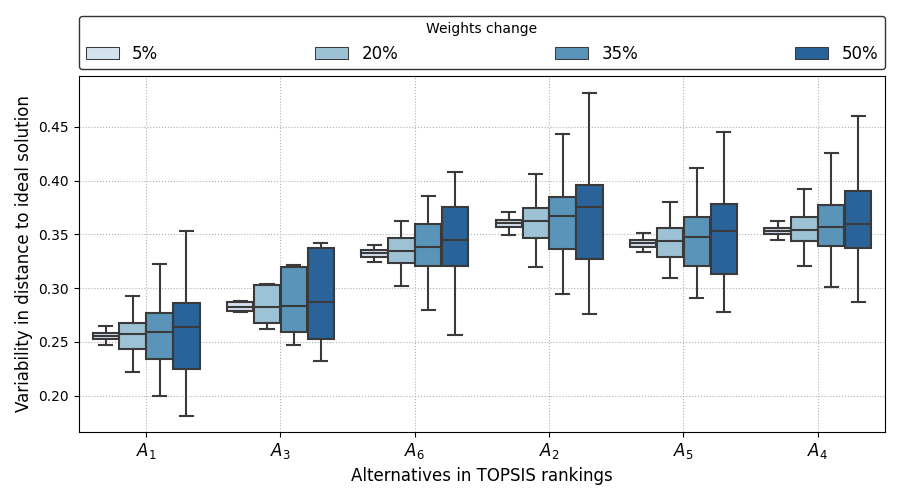 Weights change
5% 20% 35% 50%
Variability in distance to ideal solution
0.45
0.40
0.35
0.30
0.25
0.20
A₁ A₃ A₆ A₂ A₅ A₄
Alternatives in TOPSIS rankings